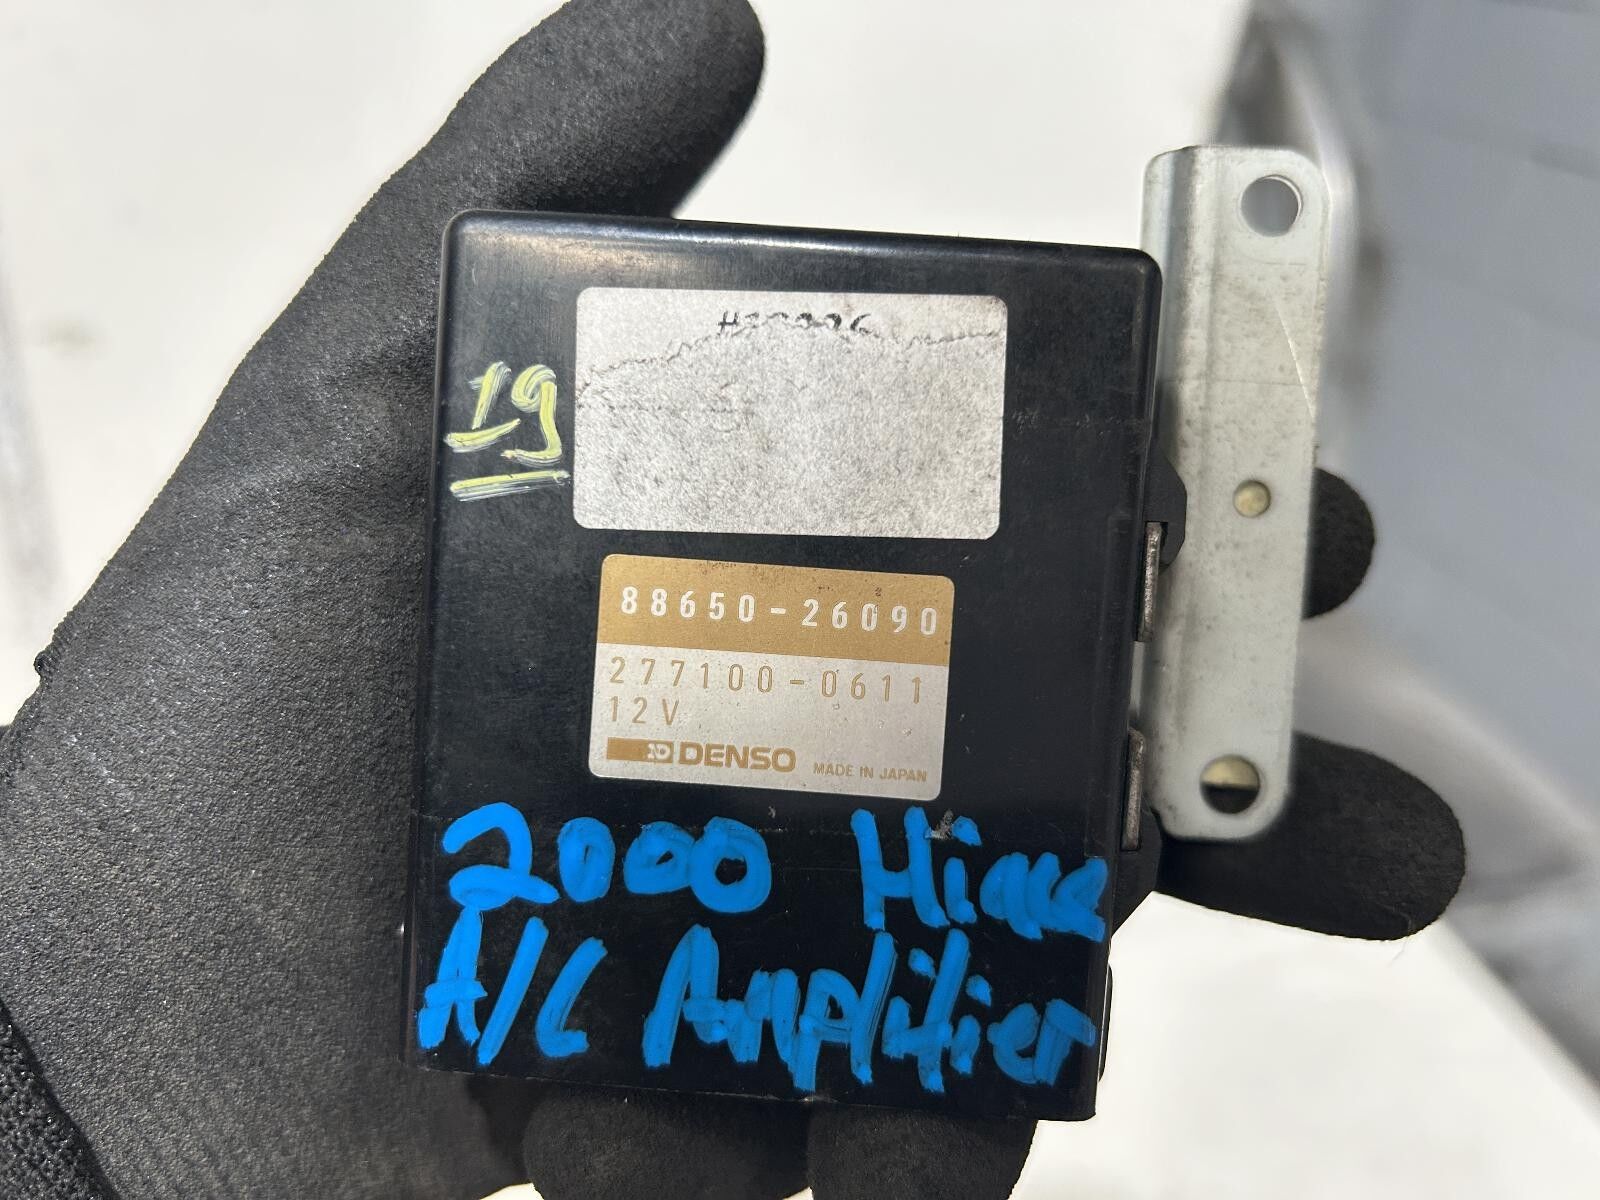 19
88650-26090
277100-0611
12V
DENSO MADE IN JAPAN
2000 Hiace
A/C Amplifier